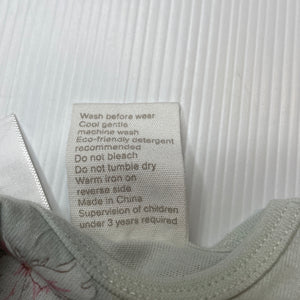 Wash before wear
Cool gentle
machine wash
Eco-friendly detergent
recommended
Do not bleach
Do not tumble dry
Warm iron on
reverse side
Made in China
Supervision of children
under 3 years required